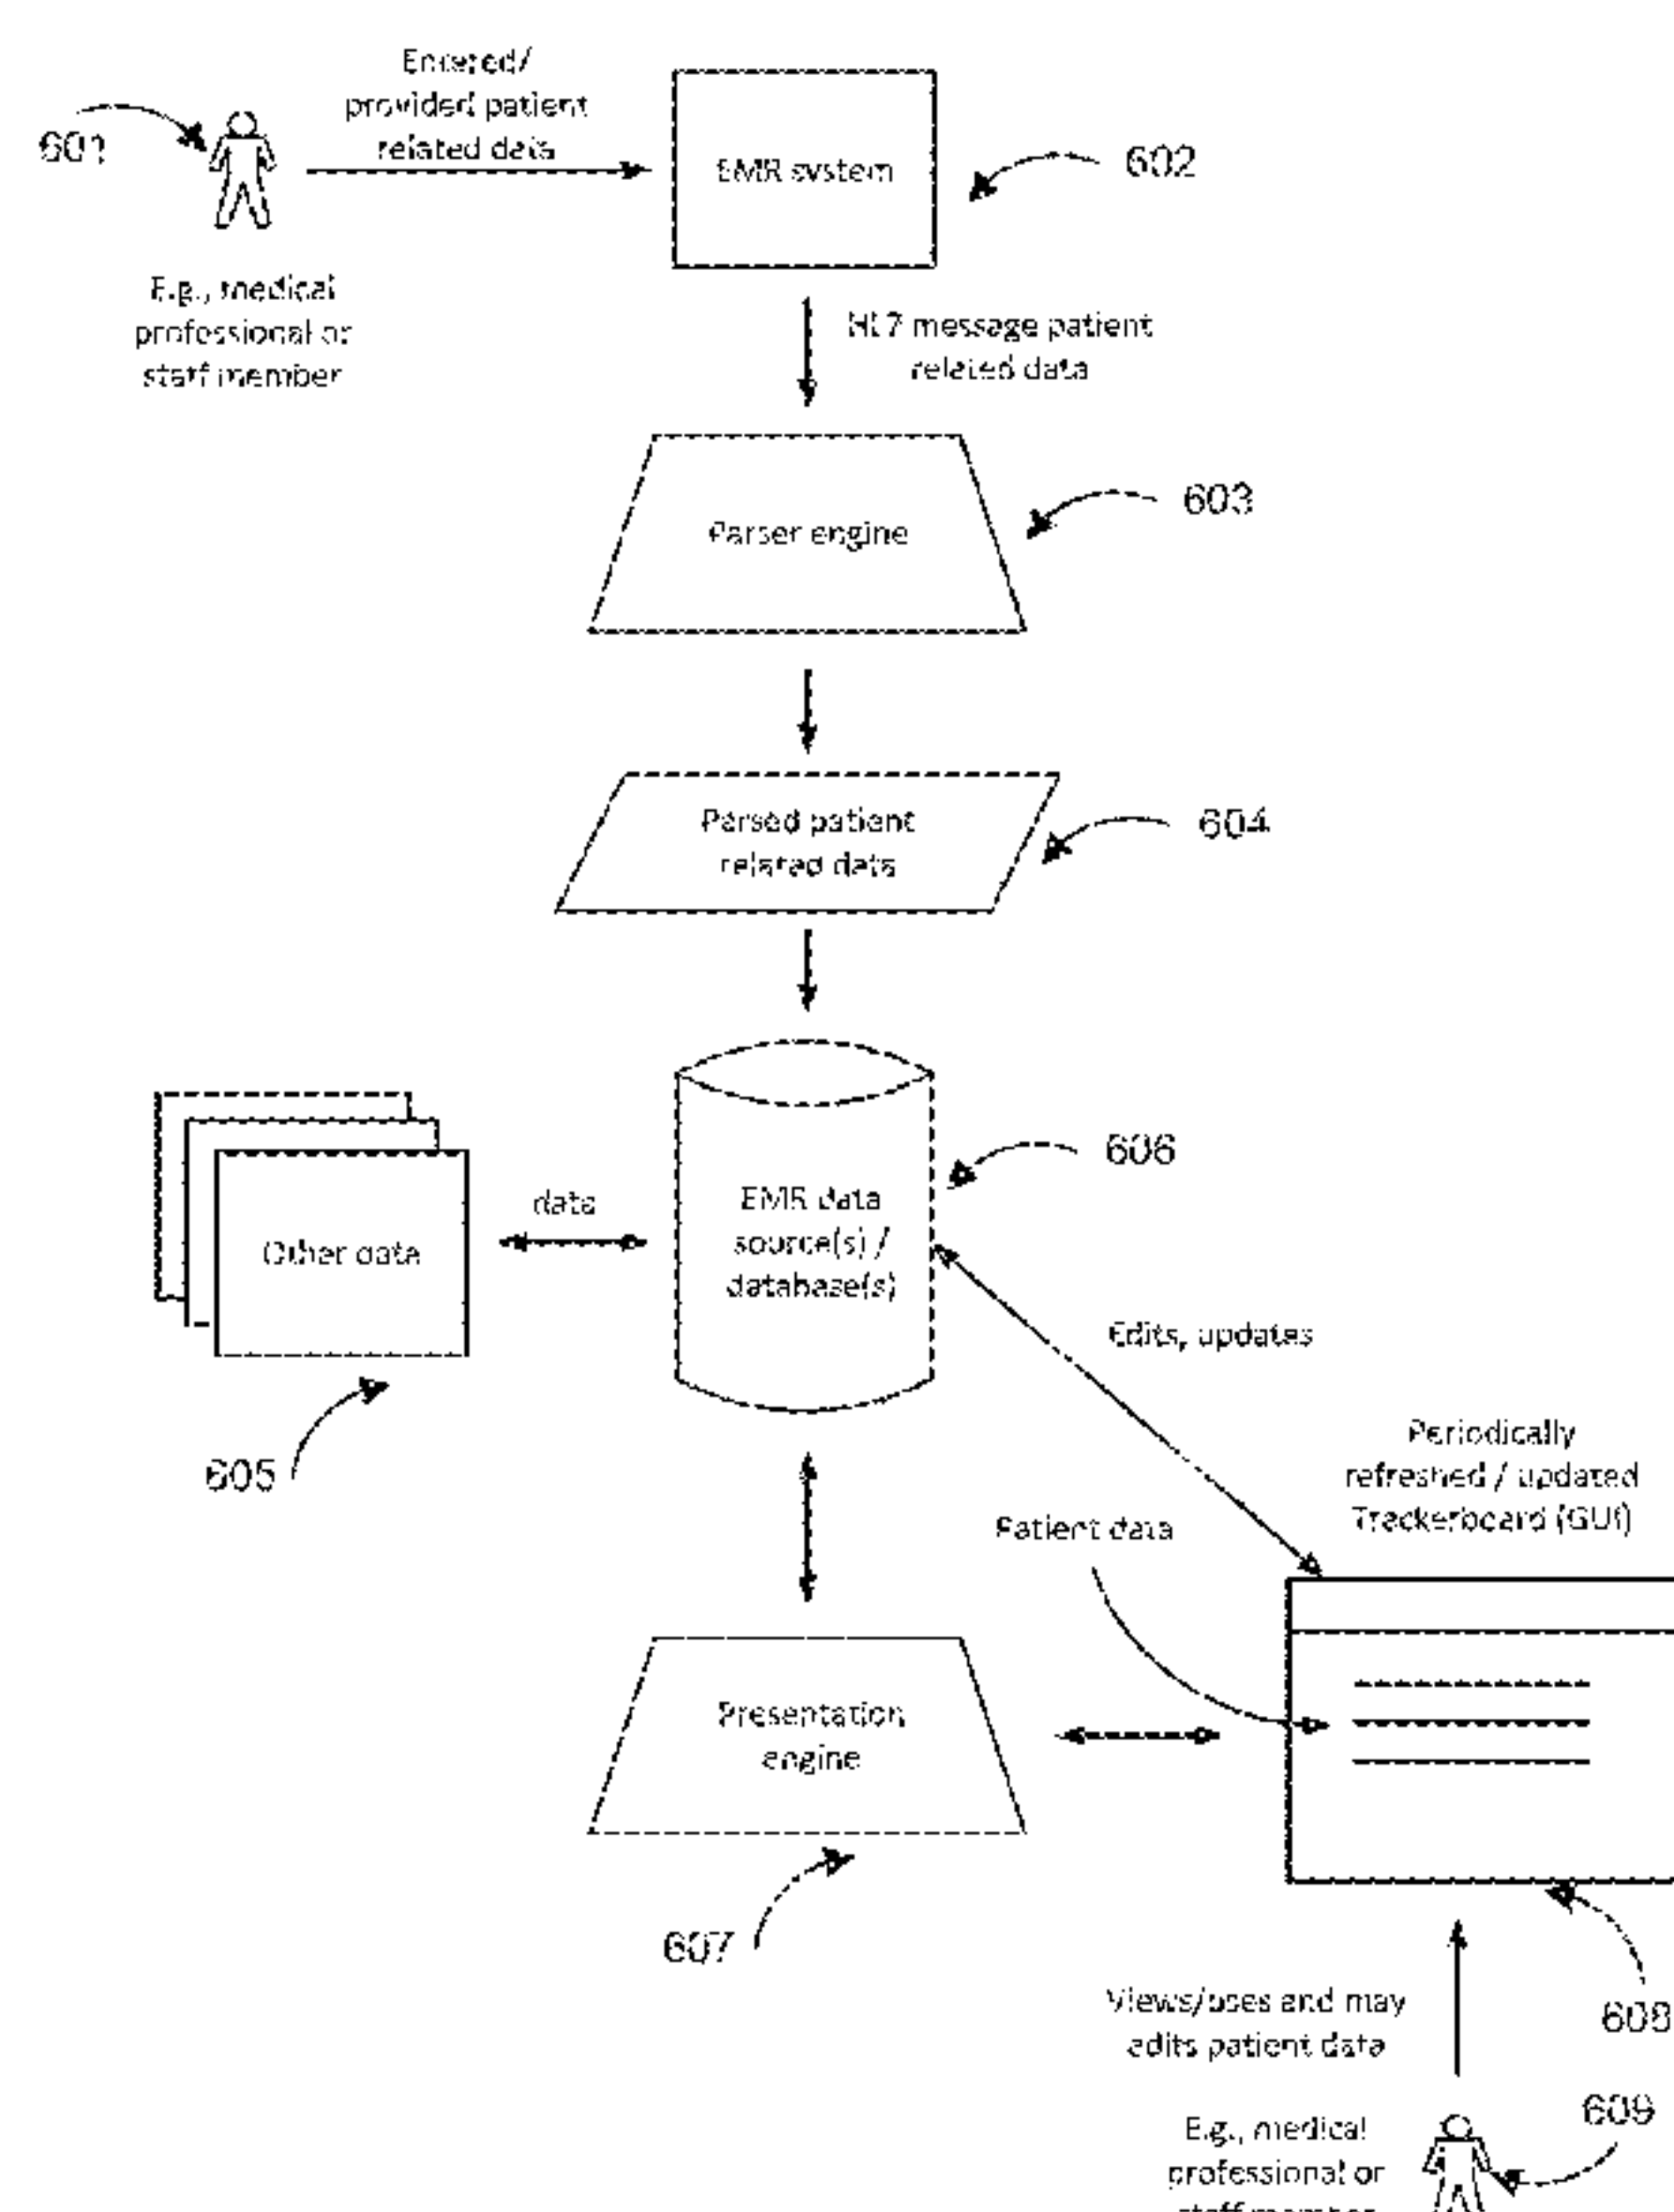 Entered/
provided patient
related data
601
EMR system
602
E.g., medical
professional or
staff member
HL7 message patient
related data
Parser engine
603
Parsed patient
related data
604
EMR data
source(s) /
database(s)
606
data
Other data
605
Edits, updates
Periodically
refreshed / updated
Trackerboard (GUI)
Patient data
Presentation
engine
607
608
Views/uses and may
edits patient data
609
E.g., medical
professional or
staff member